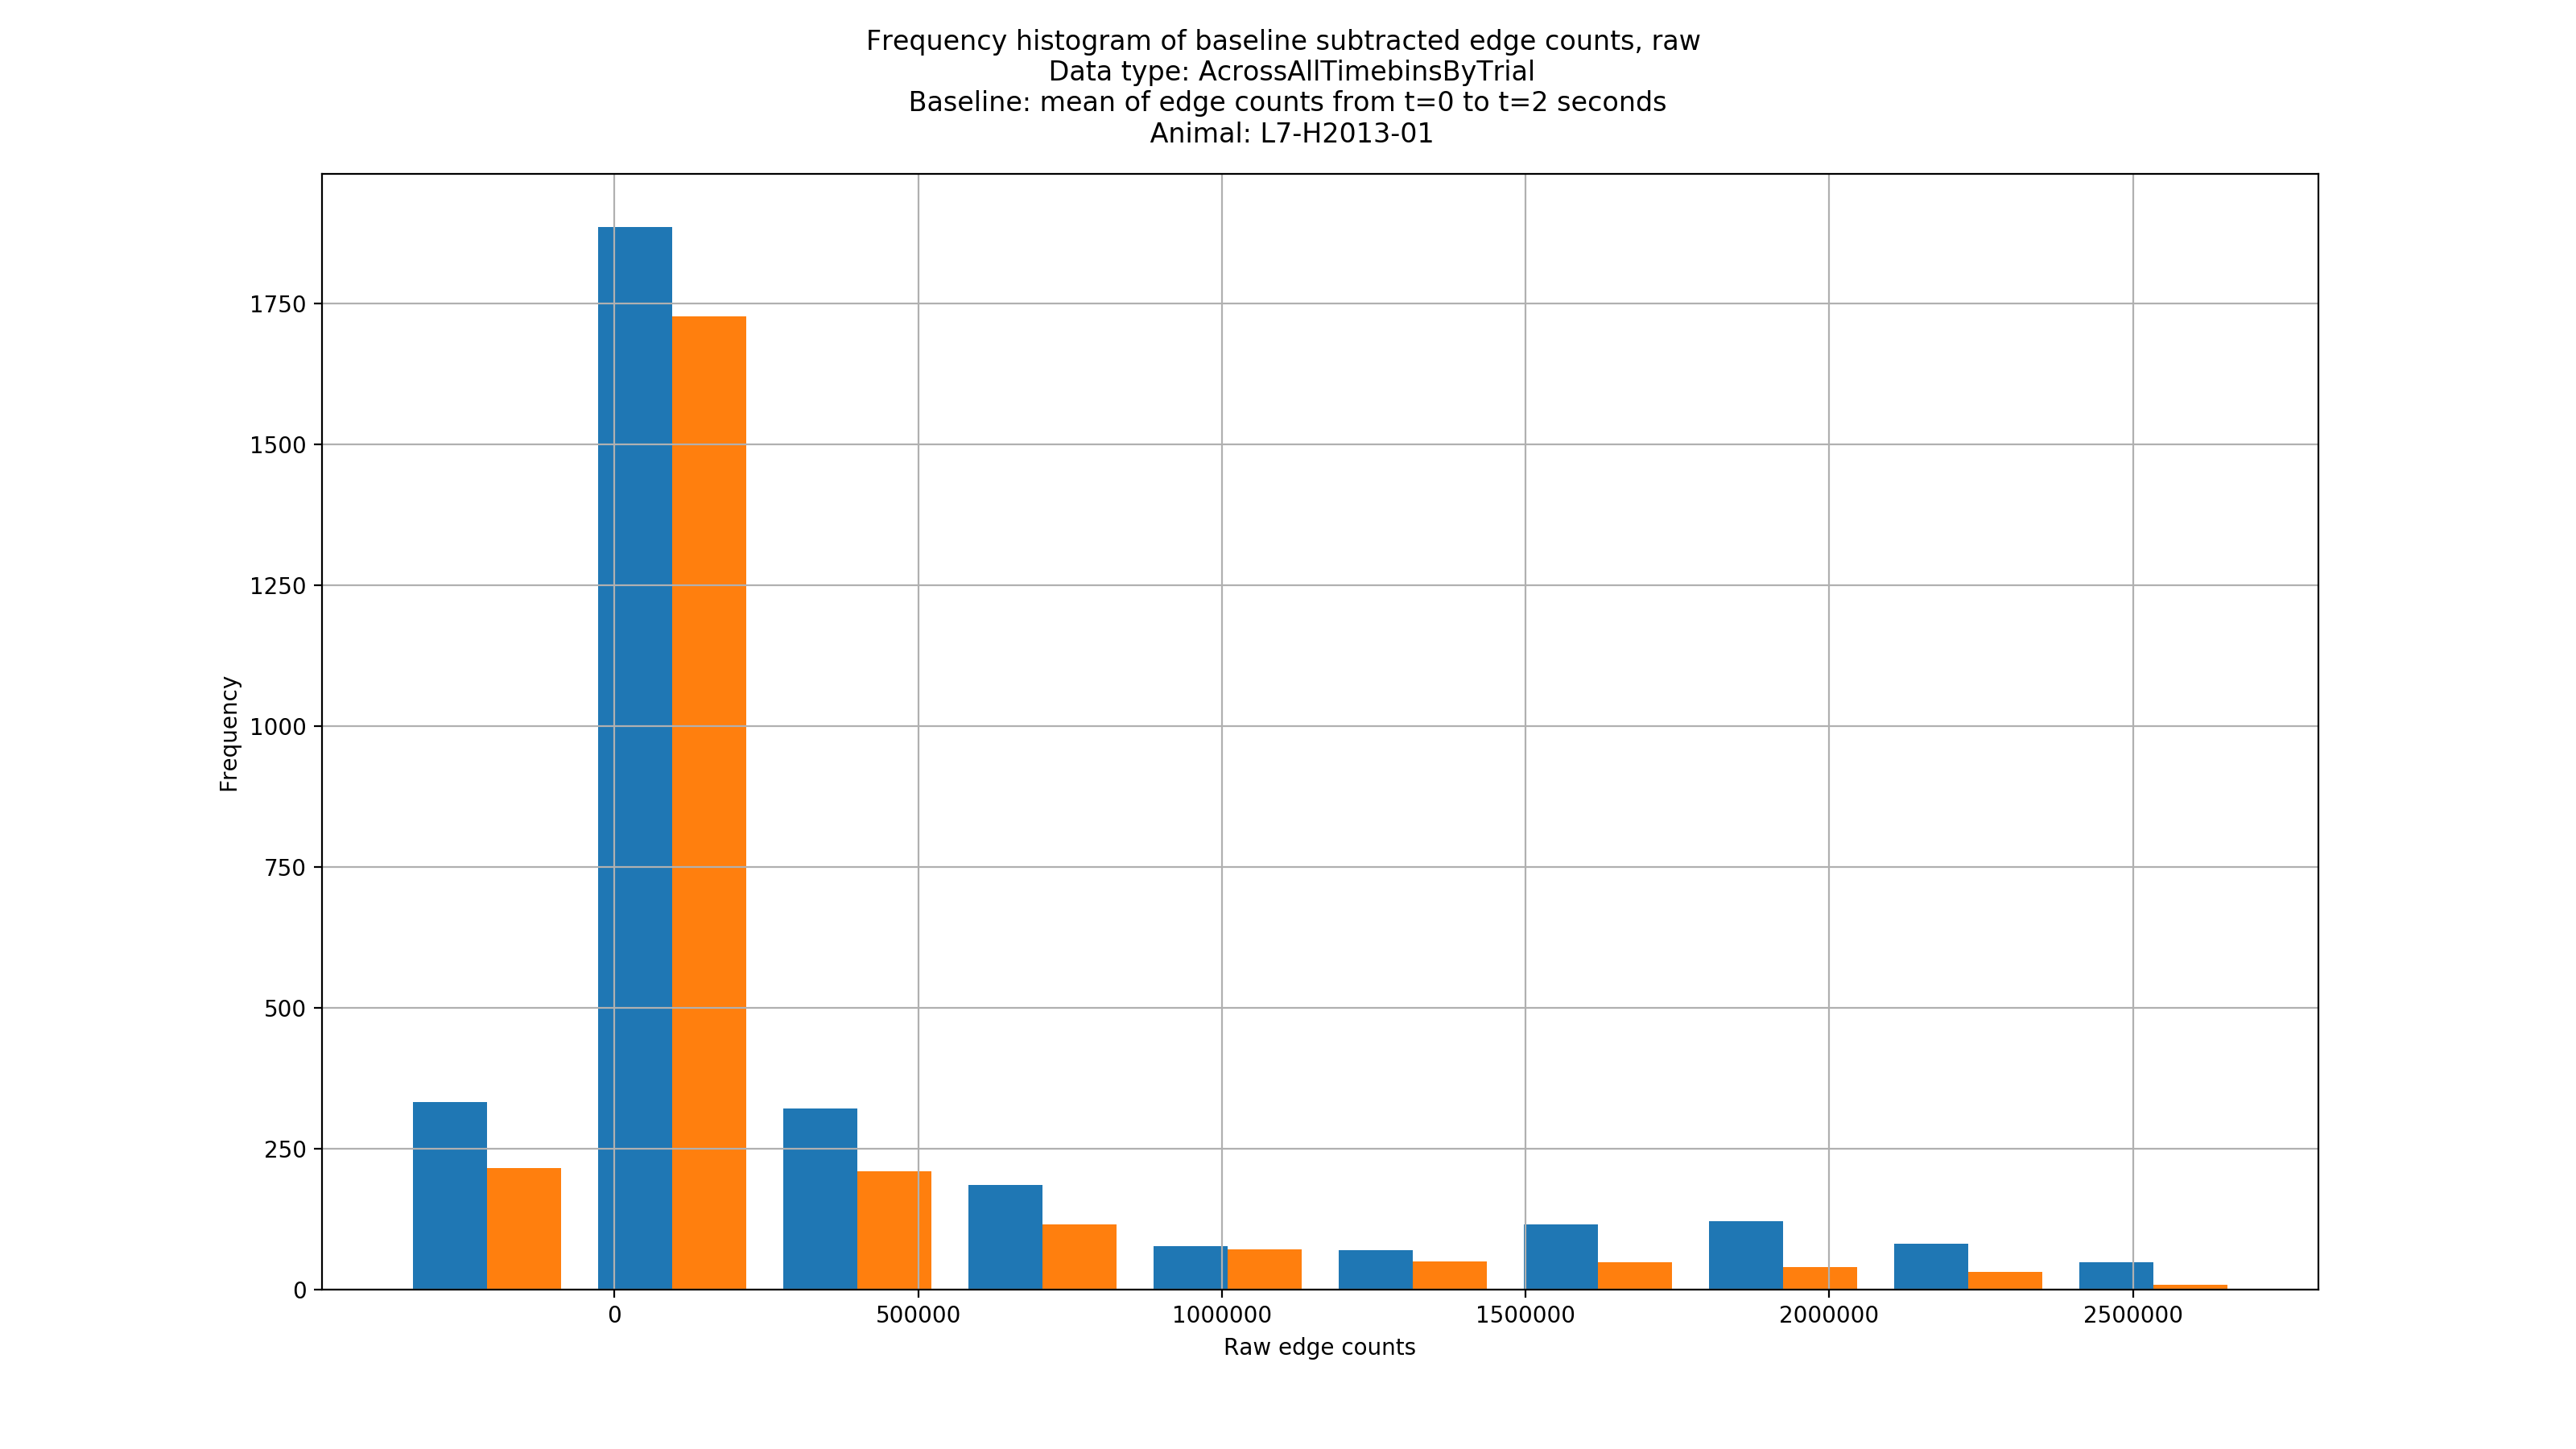 Frequency histogram of baseline subtracted edge counts, raw
Data type: AcrossAllTimebinsByTrial
Baseline: mean of edge counts from t=0 to t=2 seconds
Animal: L7-H2013-01
1750
1500
1250
1000
750
500
250
0
Frequency
0 500000 1000000 1500000 2000000 2500000
Raw edge counts